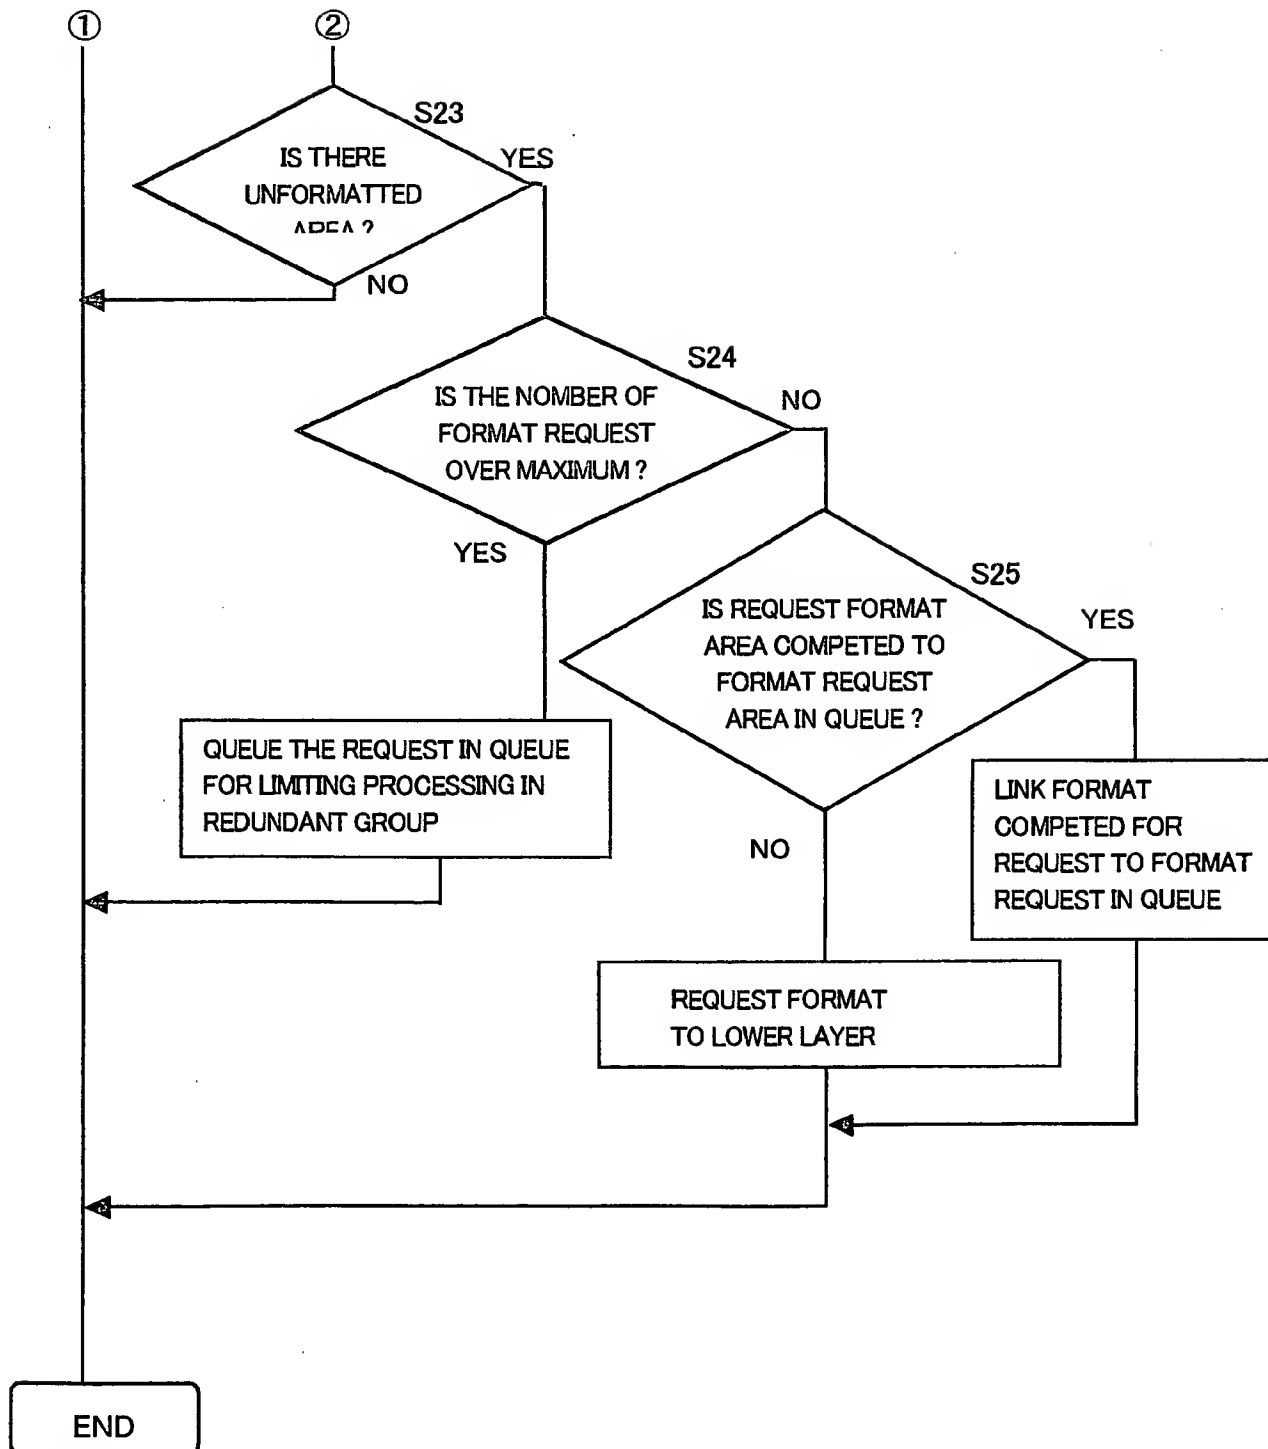 ① ②
S23
YES
IS THERE
UNFORMATTED
AREA ?
NO
S24
NO
IS THE NOMBER OF
FORMAT REQUEST
OVER MAXIMUM ?
YES
S25
YES
IS REQUEST FORMAT
AREA COMPETED TO
FORMAT REQUEST
AREA IN QUEUE ?
NO
QUEUE THE REQUEST IN QUEUE
FOR LIMITING PROCESSING IN
REDUNDANT GROUP
LINK FORMAT
COMPETED FOR
REQUEST TO FORMAT
REQUEST IN QUEUE
REQUEST FORMAT
TO LOWER LAYER
END